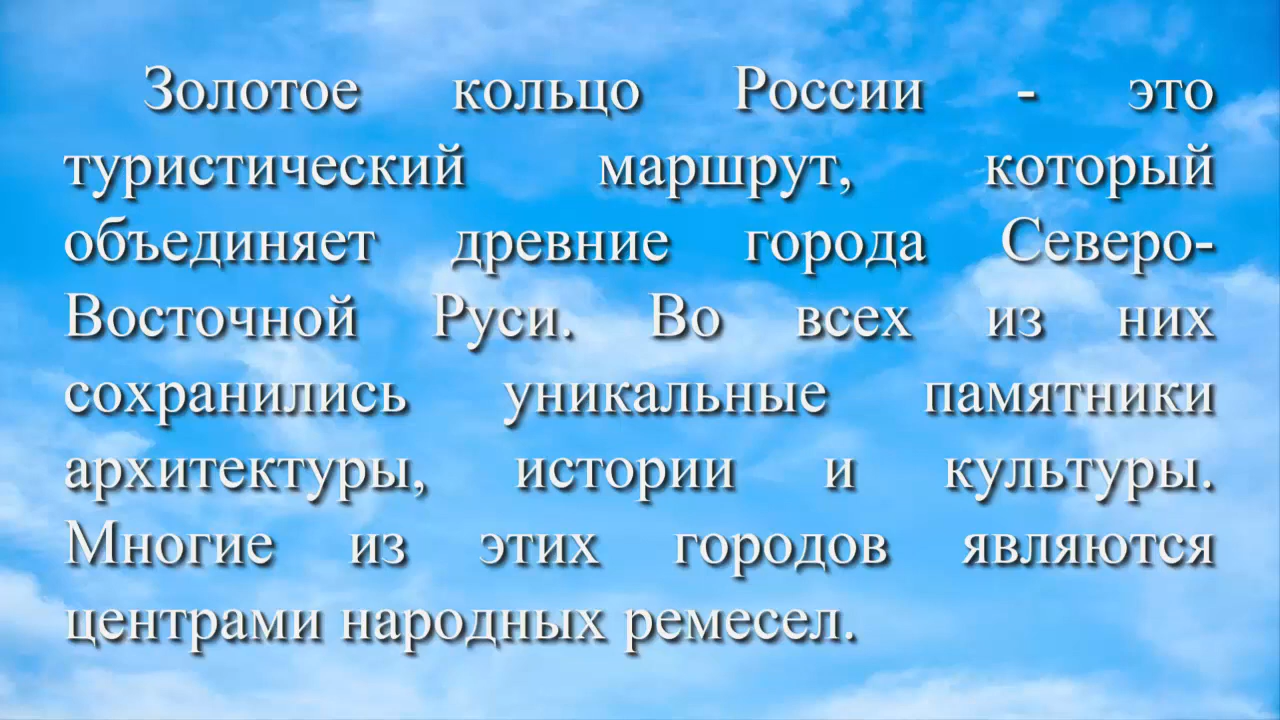 Золотое кольцо России - это
туристический маршрут, который
объединяет древние города Северо-
Восточной Руси. Во всех из них
сохранились уникальные памятники
архитектуры, истории и культуры.
Многие из этих городов являются
центрами народных ремесел.